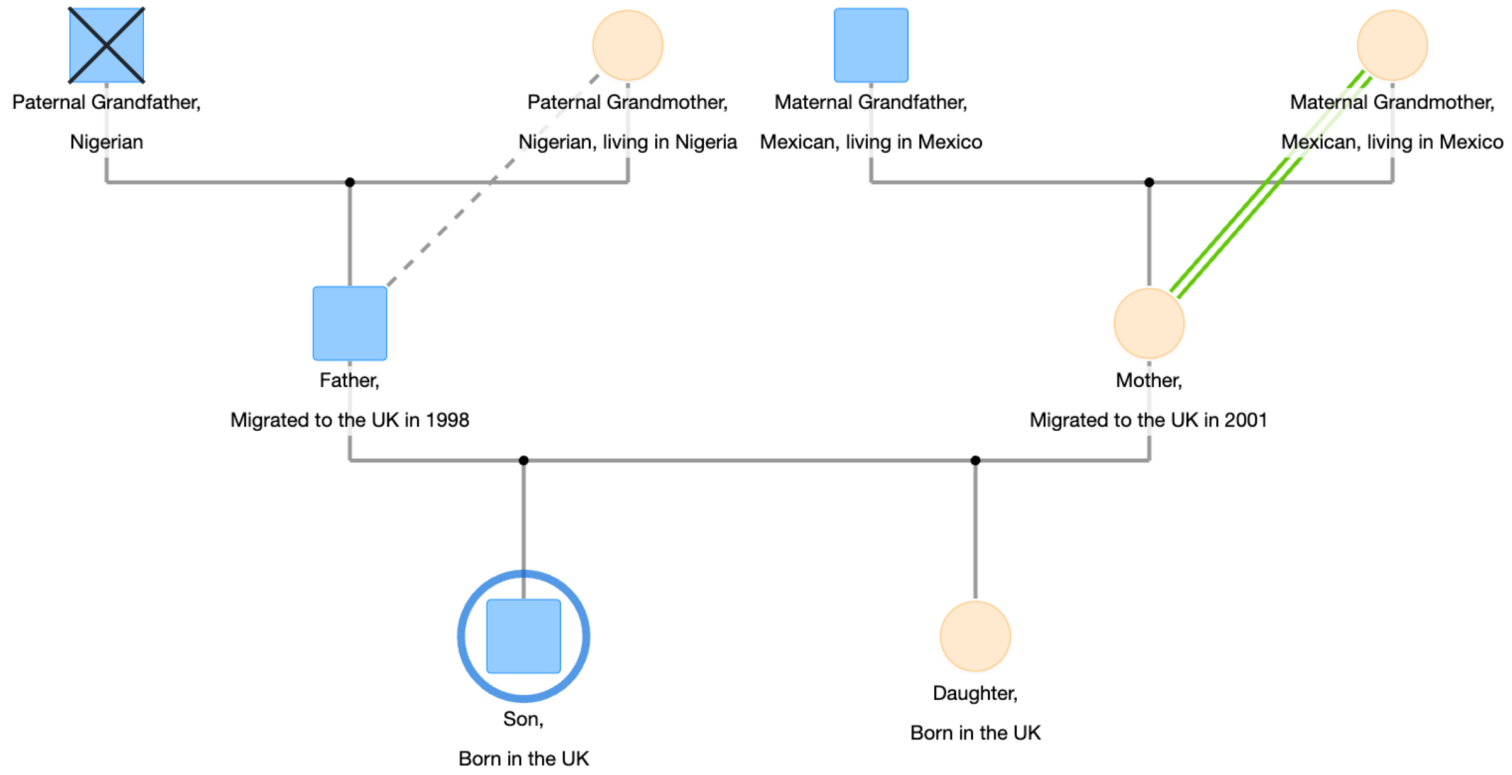 Paternal Grandfather,
Nigerian
Paternal Grandmother,
Nigerian, living in Nigeria
Maternal Grandfather,
Mexican, living in Mexico
Maternal Grandmother,
Mexican, living in Mexico
Father,
Migrated to the UK in 1998
Mother,
Migrated to the UK in 2001
Son,
Born in the UK
Daughter,
Born in the UK